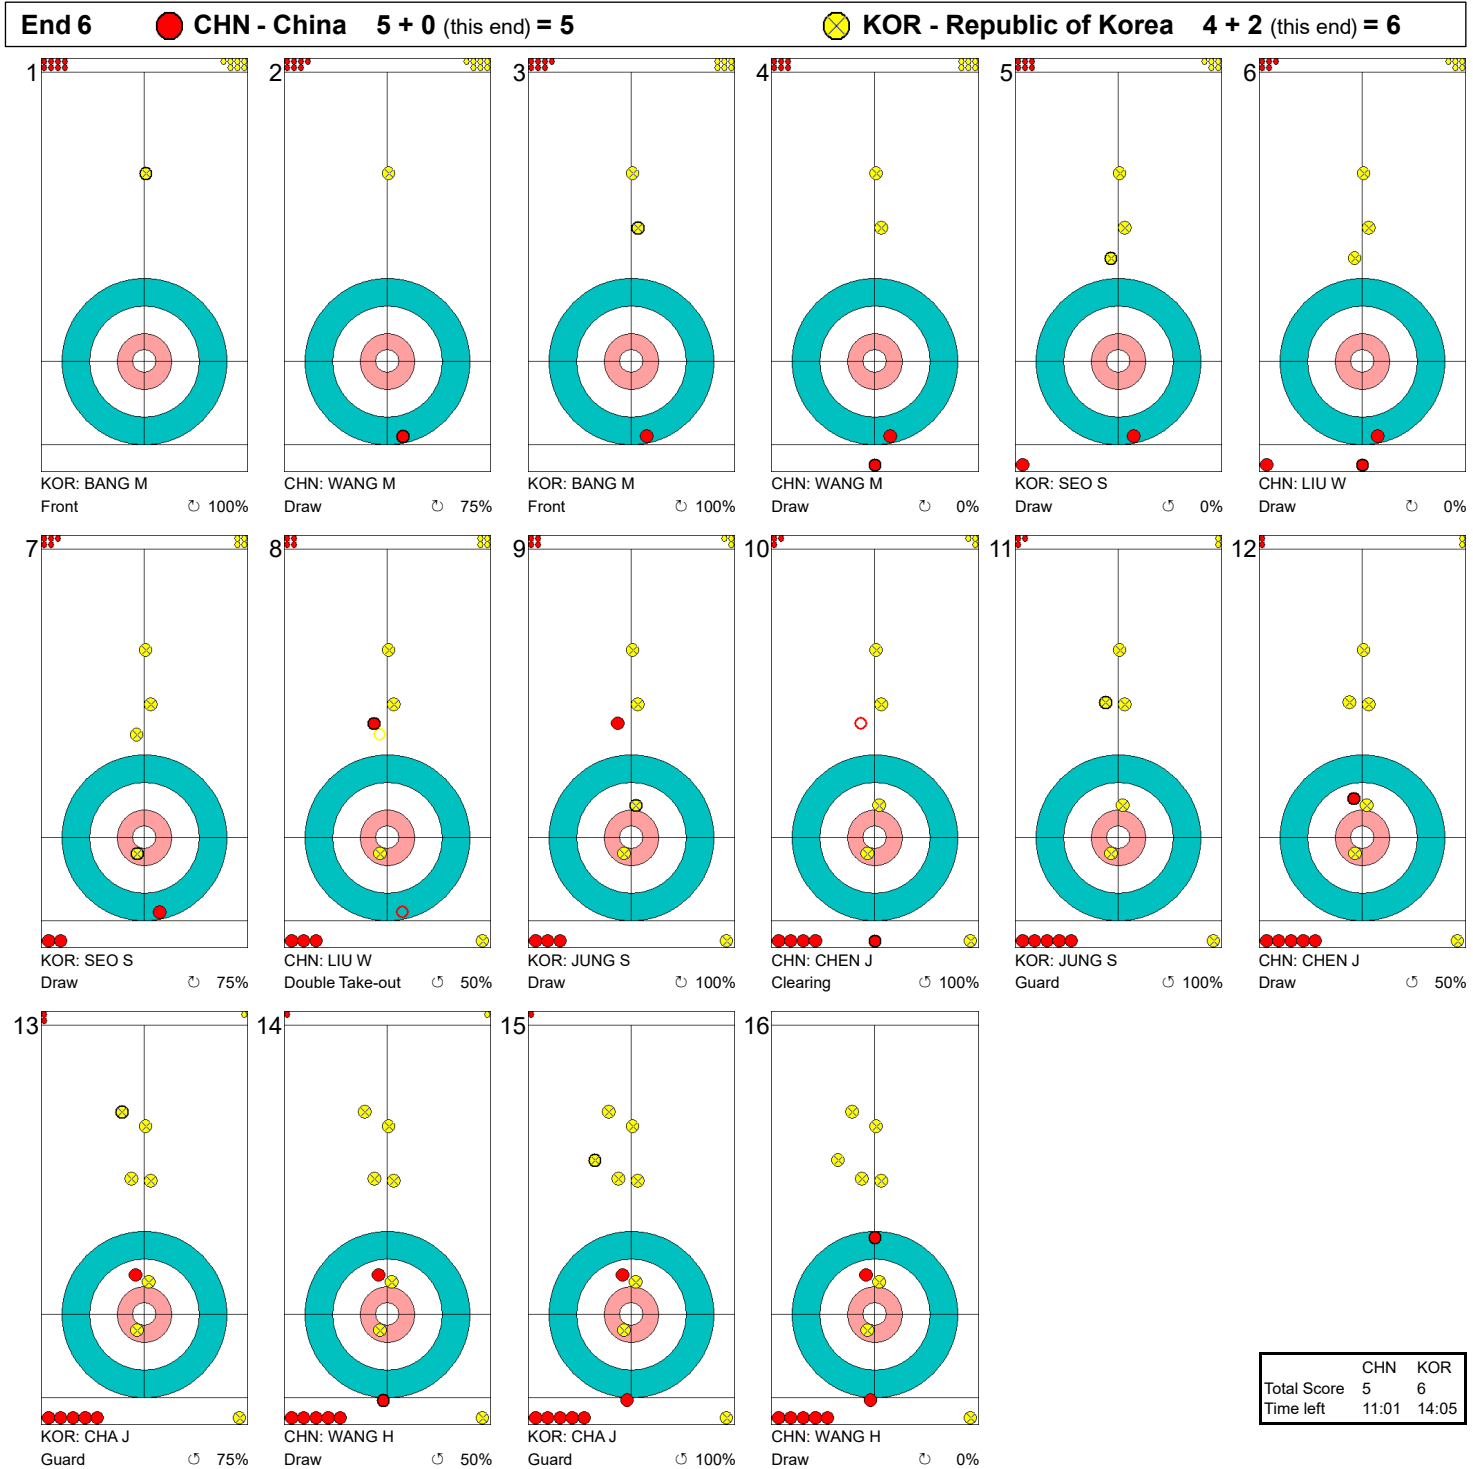 End 6 CHN - China 5 + 0 (this end) = 5 KOR - Republic of Korea 4 + 2 (this end) = 6
1 2 3 4 5 6
KOR: BANG M CHN: WANG M KOR: BANG M CHN: WANG M KOR: SEO S CHN: LIU W
Front ↻ 100% Draw ↻ 75% Front ↻ 100% Draw ↻ 0% Draw ↺ 0% Draw ↻ 0%
7 8 9 10 11 12
KOR: SEO S CHN: LIU W KOR: JUNG S CHN: CHEN J KOR: JUNG S CHN: CHEN J
Draw ↻ 75% Double Take-out ↺ 50% Draw ↻ 100% Clearing ↺ 100% Guard ↺ 100% Draw ↺ 50%
13 14 15 16
KOR: CHA J CHN: WANG H KOR: CHA J CHN: WANG H
Guard ↺ 75% Draw ↺ 50% Guard ↺ 100% Draw ↻ 0%
CHN KOR
Total Score 5 6
Time left 11:01 14:05